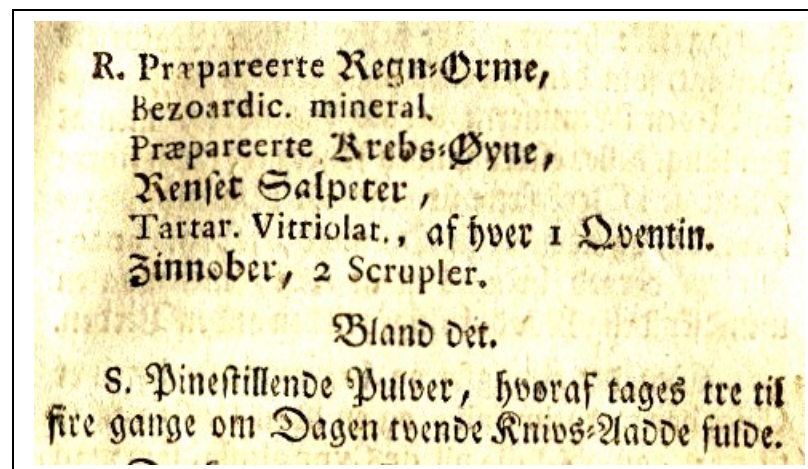 R. Præpareerte Regn-Orme,
Bezoardic. mineral.
Præpareerte Krebs-Øyne,
Renset Salpeter,
Tartar. Vitriolat., af hver 1 Qventin.
Zinnober, 2 Scrupler.
Bland det.
S. Pinestillende Pulver, hvoraf tages tre til
fire gange om Dagen tvende Knivs-Aadde fulde.